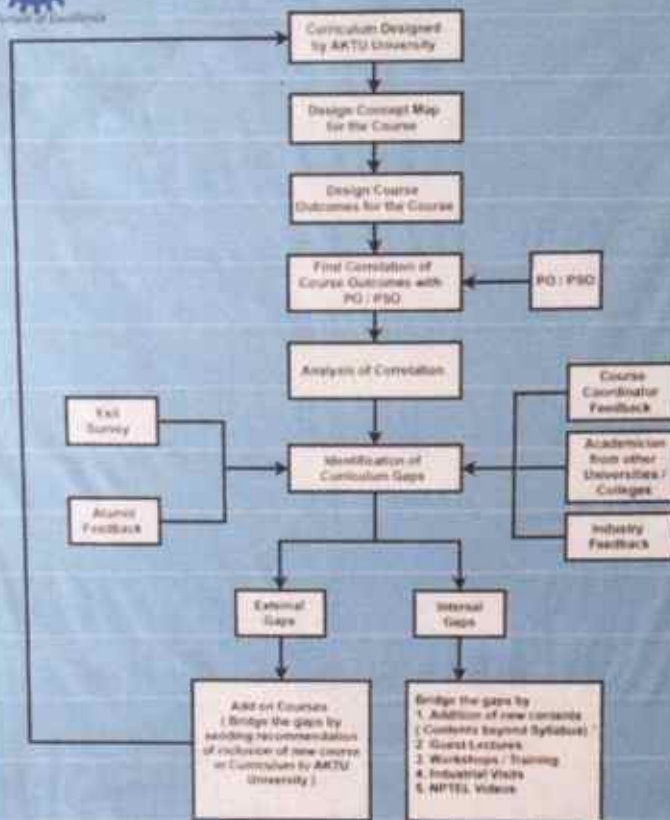 of Excellence
Curriculum Designed
by AKTU University
Design Concept Map
for the Course
Design Course
Outcomes for the Course
Find Correlation of
Course Outcomes with
PO / PSO
PO / PSO
Analysis of Correlation
Exit
Survey
Alumni
Feedback
Identification of
Curriculum Gaps
Course
Coordinator
Feedback
Academician
from other
Universities /
Colleges
Industry
Feedback
External
Gaps
Internal
Gaps
Add on Courses
( Bridge the gaps by
sending recommendation
of inclusion of new course
in Curriculum to AKTU
University )
Bridge the gaps by
1. Addition of new contents
( Contents beyond Syllabus)
2. Guest Lectures
3. Workshops / Training
4. Industrial Visits
5. NPTEL Videos